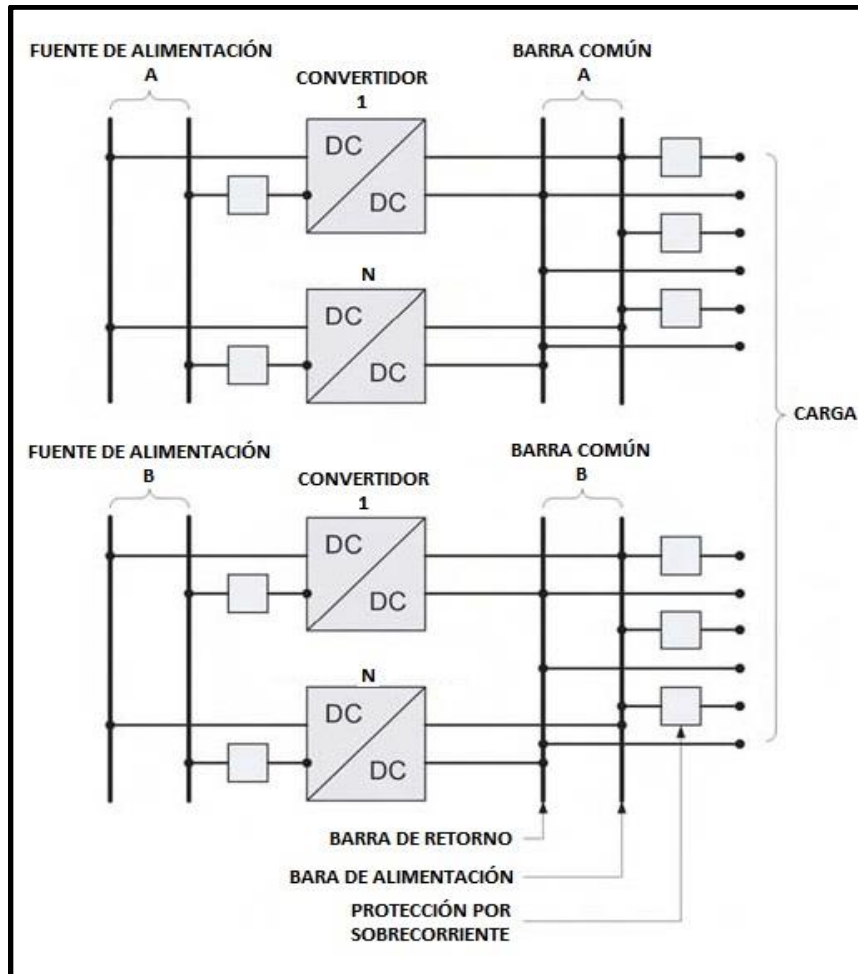 FUENTE DE ALIMENTACIÓN
A
CONVERTIDOR
1
BARRA COMÚN
A
DC
DC
N
DC
DC
CARGA
FUENTE DE ALIMENTACIÓN
B
CONVERTIDOR
1
BARRA COMÚN
B
DC
DC
N
DC
DC
BARRA DE RETORNO
BARA DE ALIMENTACIÓN
PROTECCIÓN POR
SOBRECORRIENTE